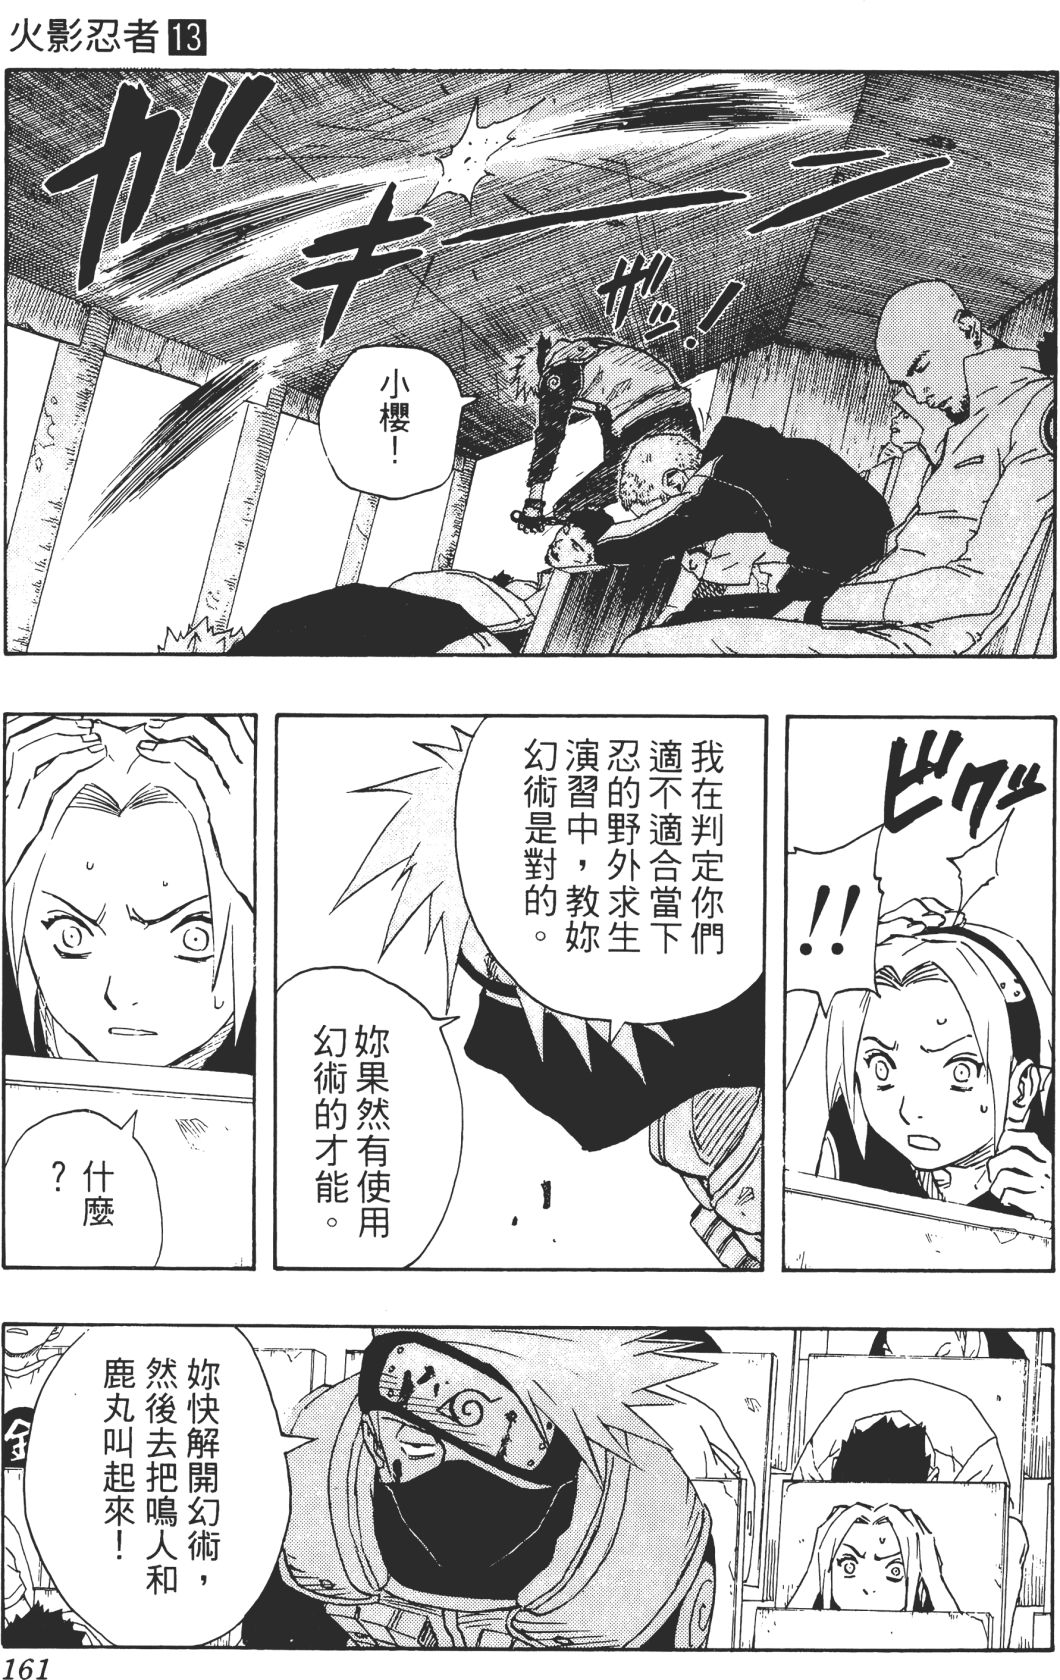 火影忍者13
ガキーン
ザッ!
小櫻!
ビクッ
!!
我在判定你們
適不適合當下
忍的野外求生
演習中，教妳
幻術是對的。
妳果然有使用
幻術的才能。
什麼
?
妳快解開幻術，
然後去把鳴人和
鹿丸叫起來!
161